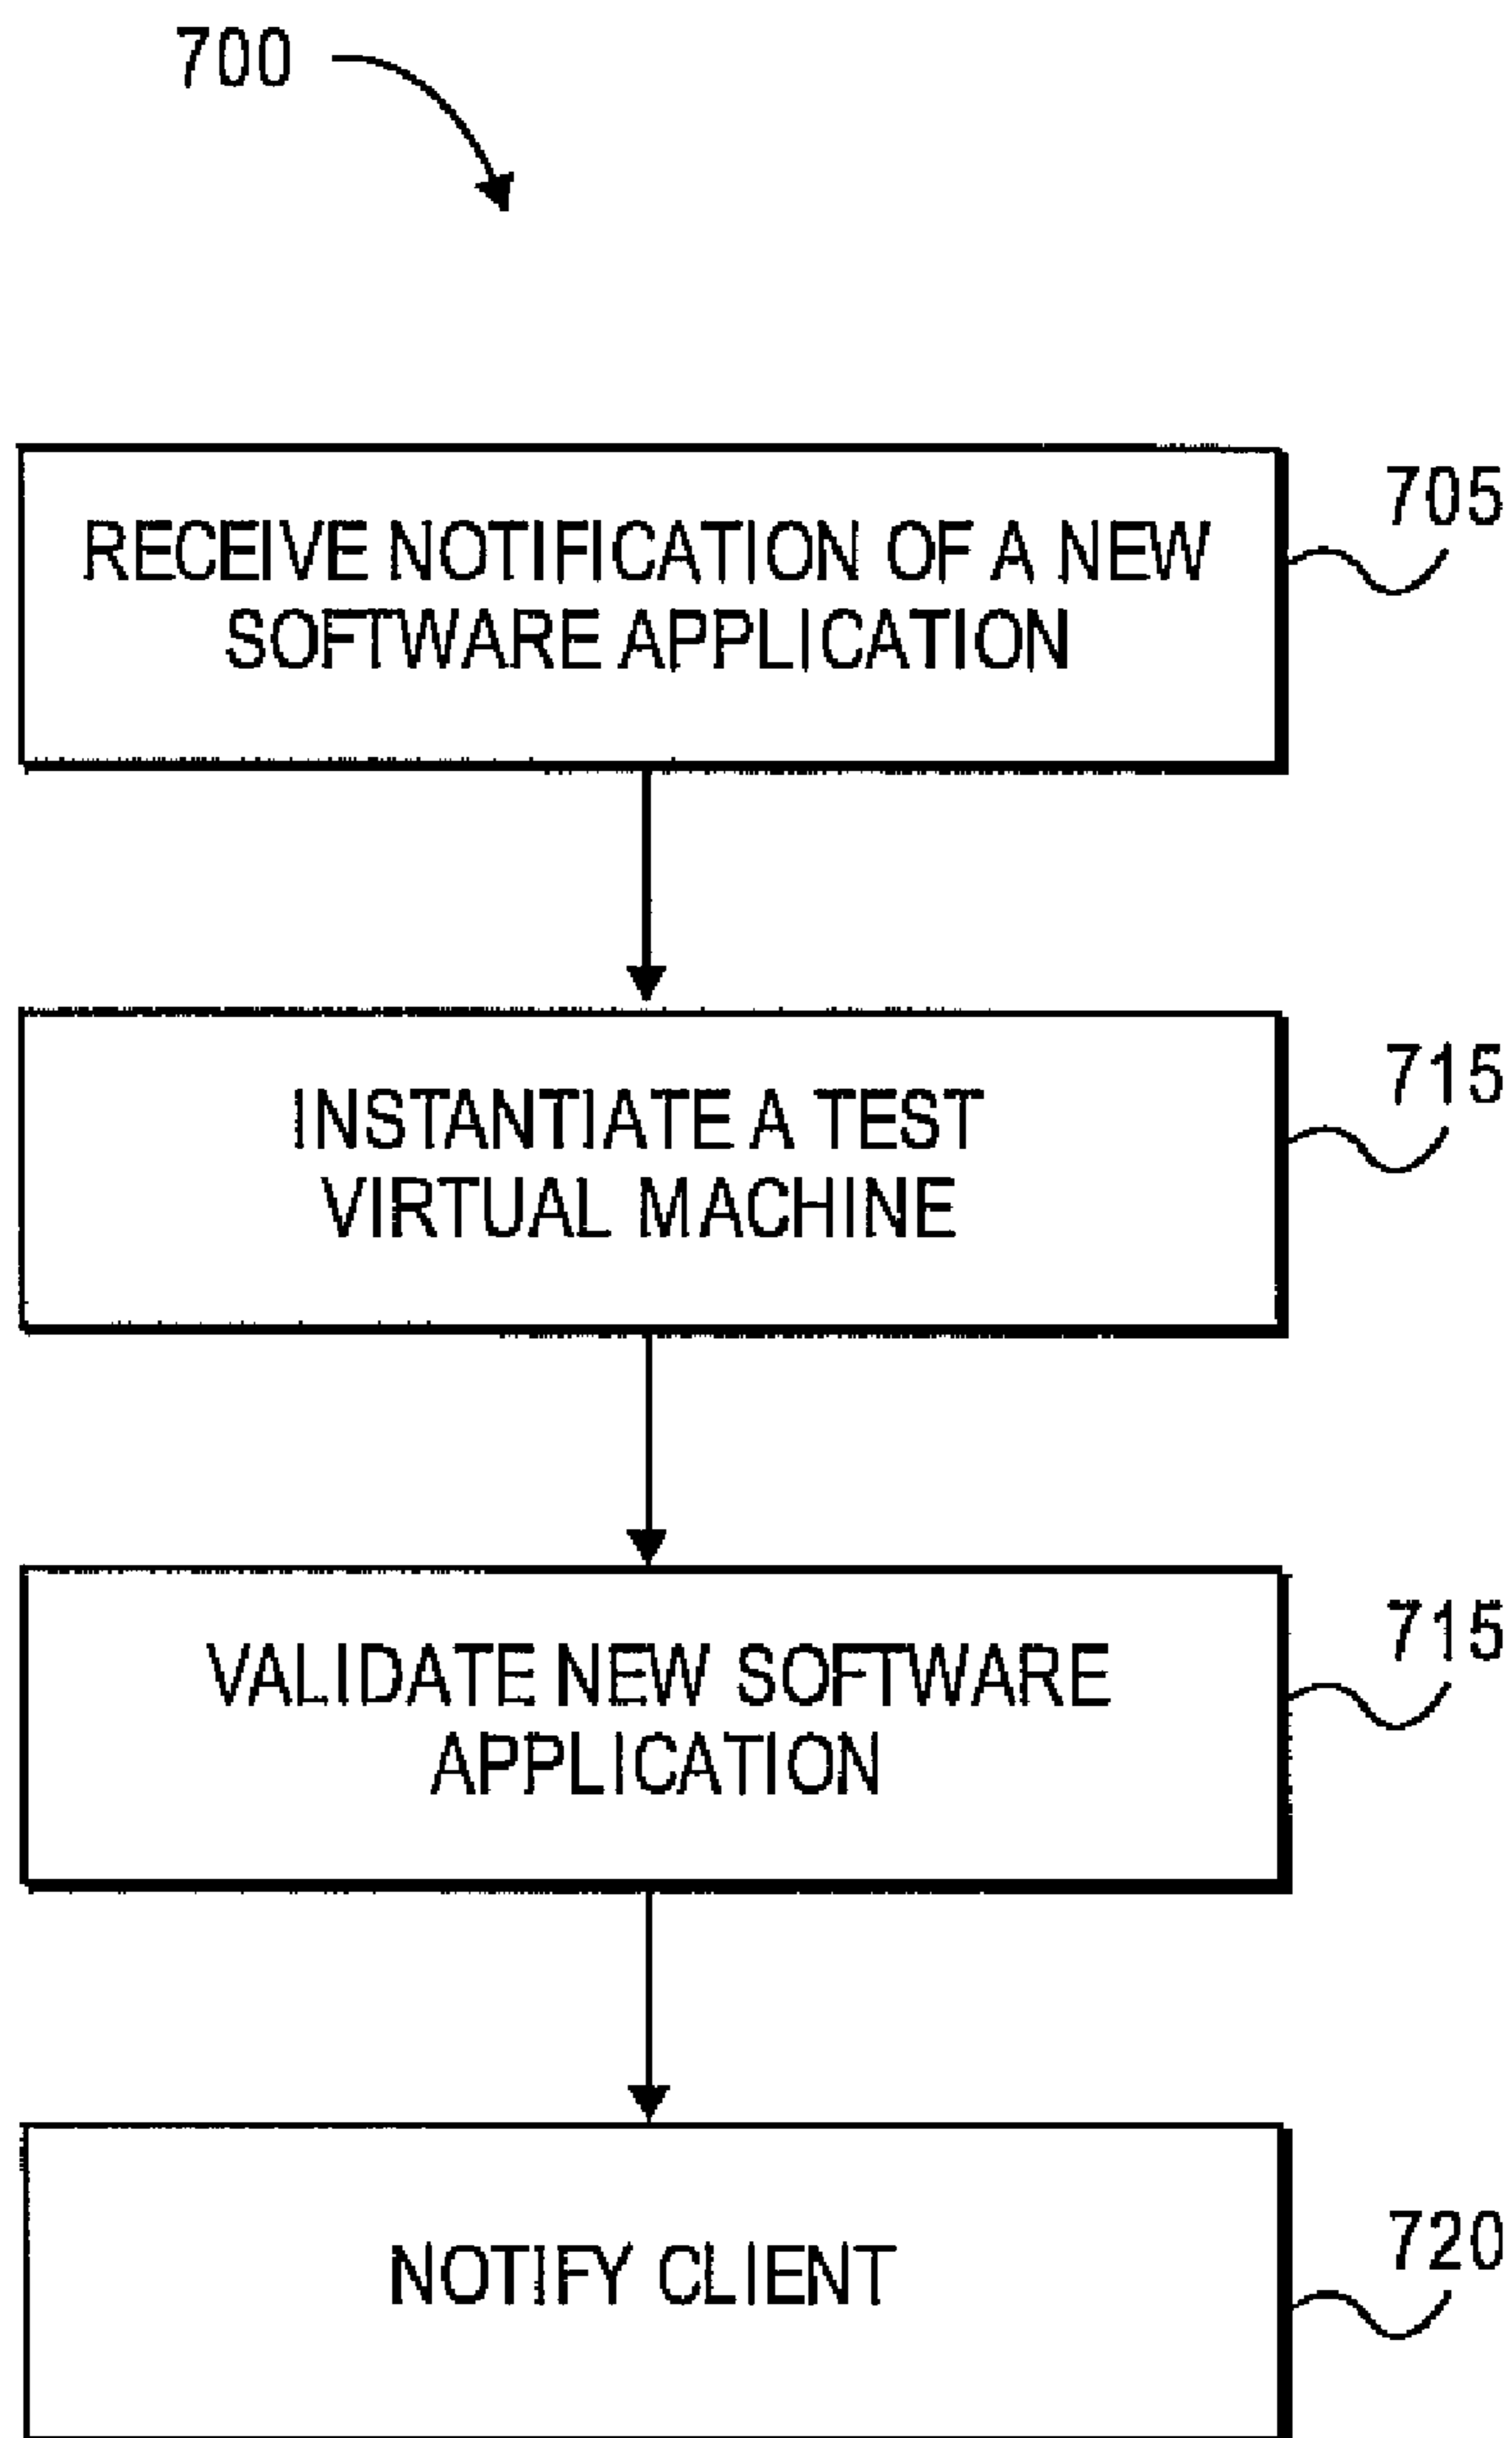 700
RECEIVE NOTIFICATION OF A NEW
SOFTWARE APPLICATION
705
INSTANTIATE A TEST
VIRTUAL MACHINE
715
VALIDATE NEW SOFTWARE
APPLICATION
715
NOTIFY CLIENT
720